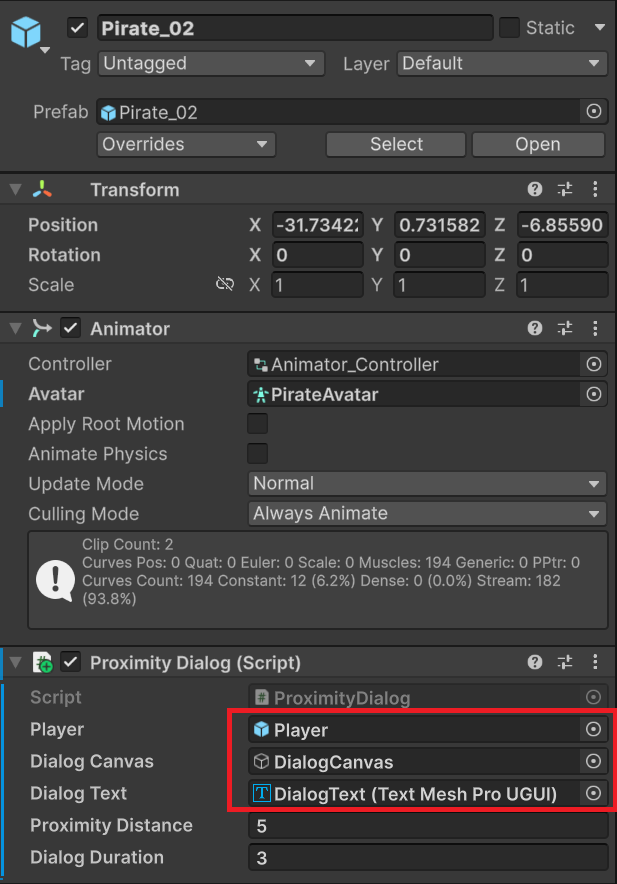 Pirate_02 Static
Tag Untagged Layer Default
Prefab Pirate_02
Overrides Select Open
Transform
Position X -31.7342 Y 0.731582 Z -6.85590
Rotation X 0 Y 0 Z 0
Scale X 1 Y 1 Z 1
Animator
Controller Animator_Controller
Avatar PirateAvatar
Apply Root Motion
Animate Physics
Update Mode Normal
Culling Mode Always Animate
Clip Count: 2
Curves Pos: 0 Quat: 0 Euler: 0 Scale: 0 Muscles: 194 Generic: 0 PPtr: 0
Curves Count: 194 Constant: 12 (6.2%) Dense: 0 (0.0%) Stream: 182
(93.8%)
Proximity Dialog (Script)
Script ProximityDialog
Player Player
Dialog Canvas DialogCanvas
Dialog Text DialogText (Text Mesh Pro UGUI)
Proximity Distance 5
Dialog Duration 3